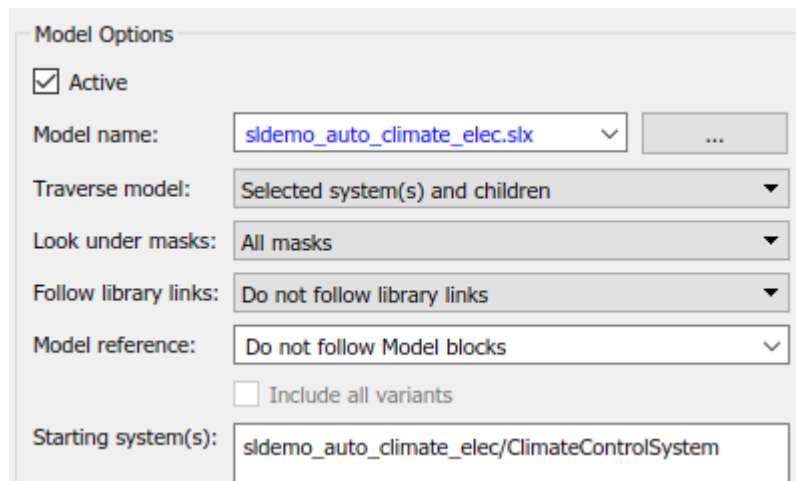 Model Options
Active
Model name: sldemo_auto_climate_elec.slx ...
Traverse model: Selected system(s) and children
Look under masks: All masks
Follow library links: Do not follow library links
Model reference: Do not follow Model blocks
Include all variants
Starting system(s): sldemo_auto_climate_elec/ClimateControlSystem